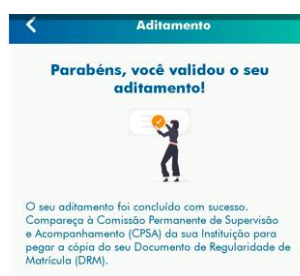 Aditamento
Parabéns, você validou o seu
aditamento!
O seu aditamento foi concluído com sucesso.
Compareça à Comissão Permanente de Supervisão
e Acompanhamento (CPSA) da sua Instituição para
pegar a cópia do seu Documento de Regularidade de
Matrícula (DRM).